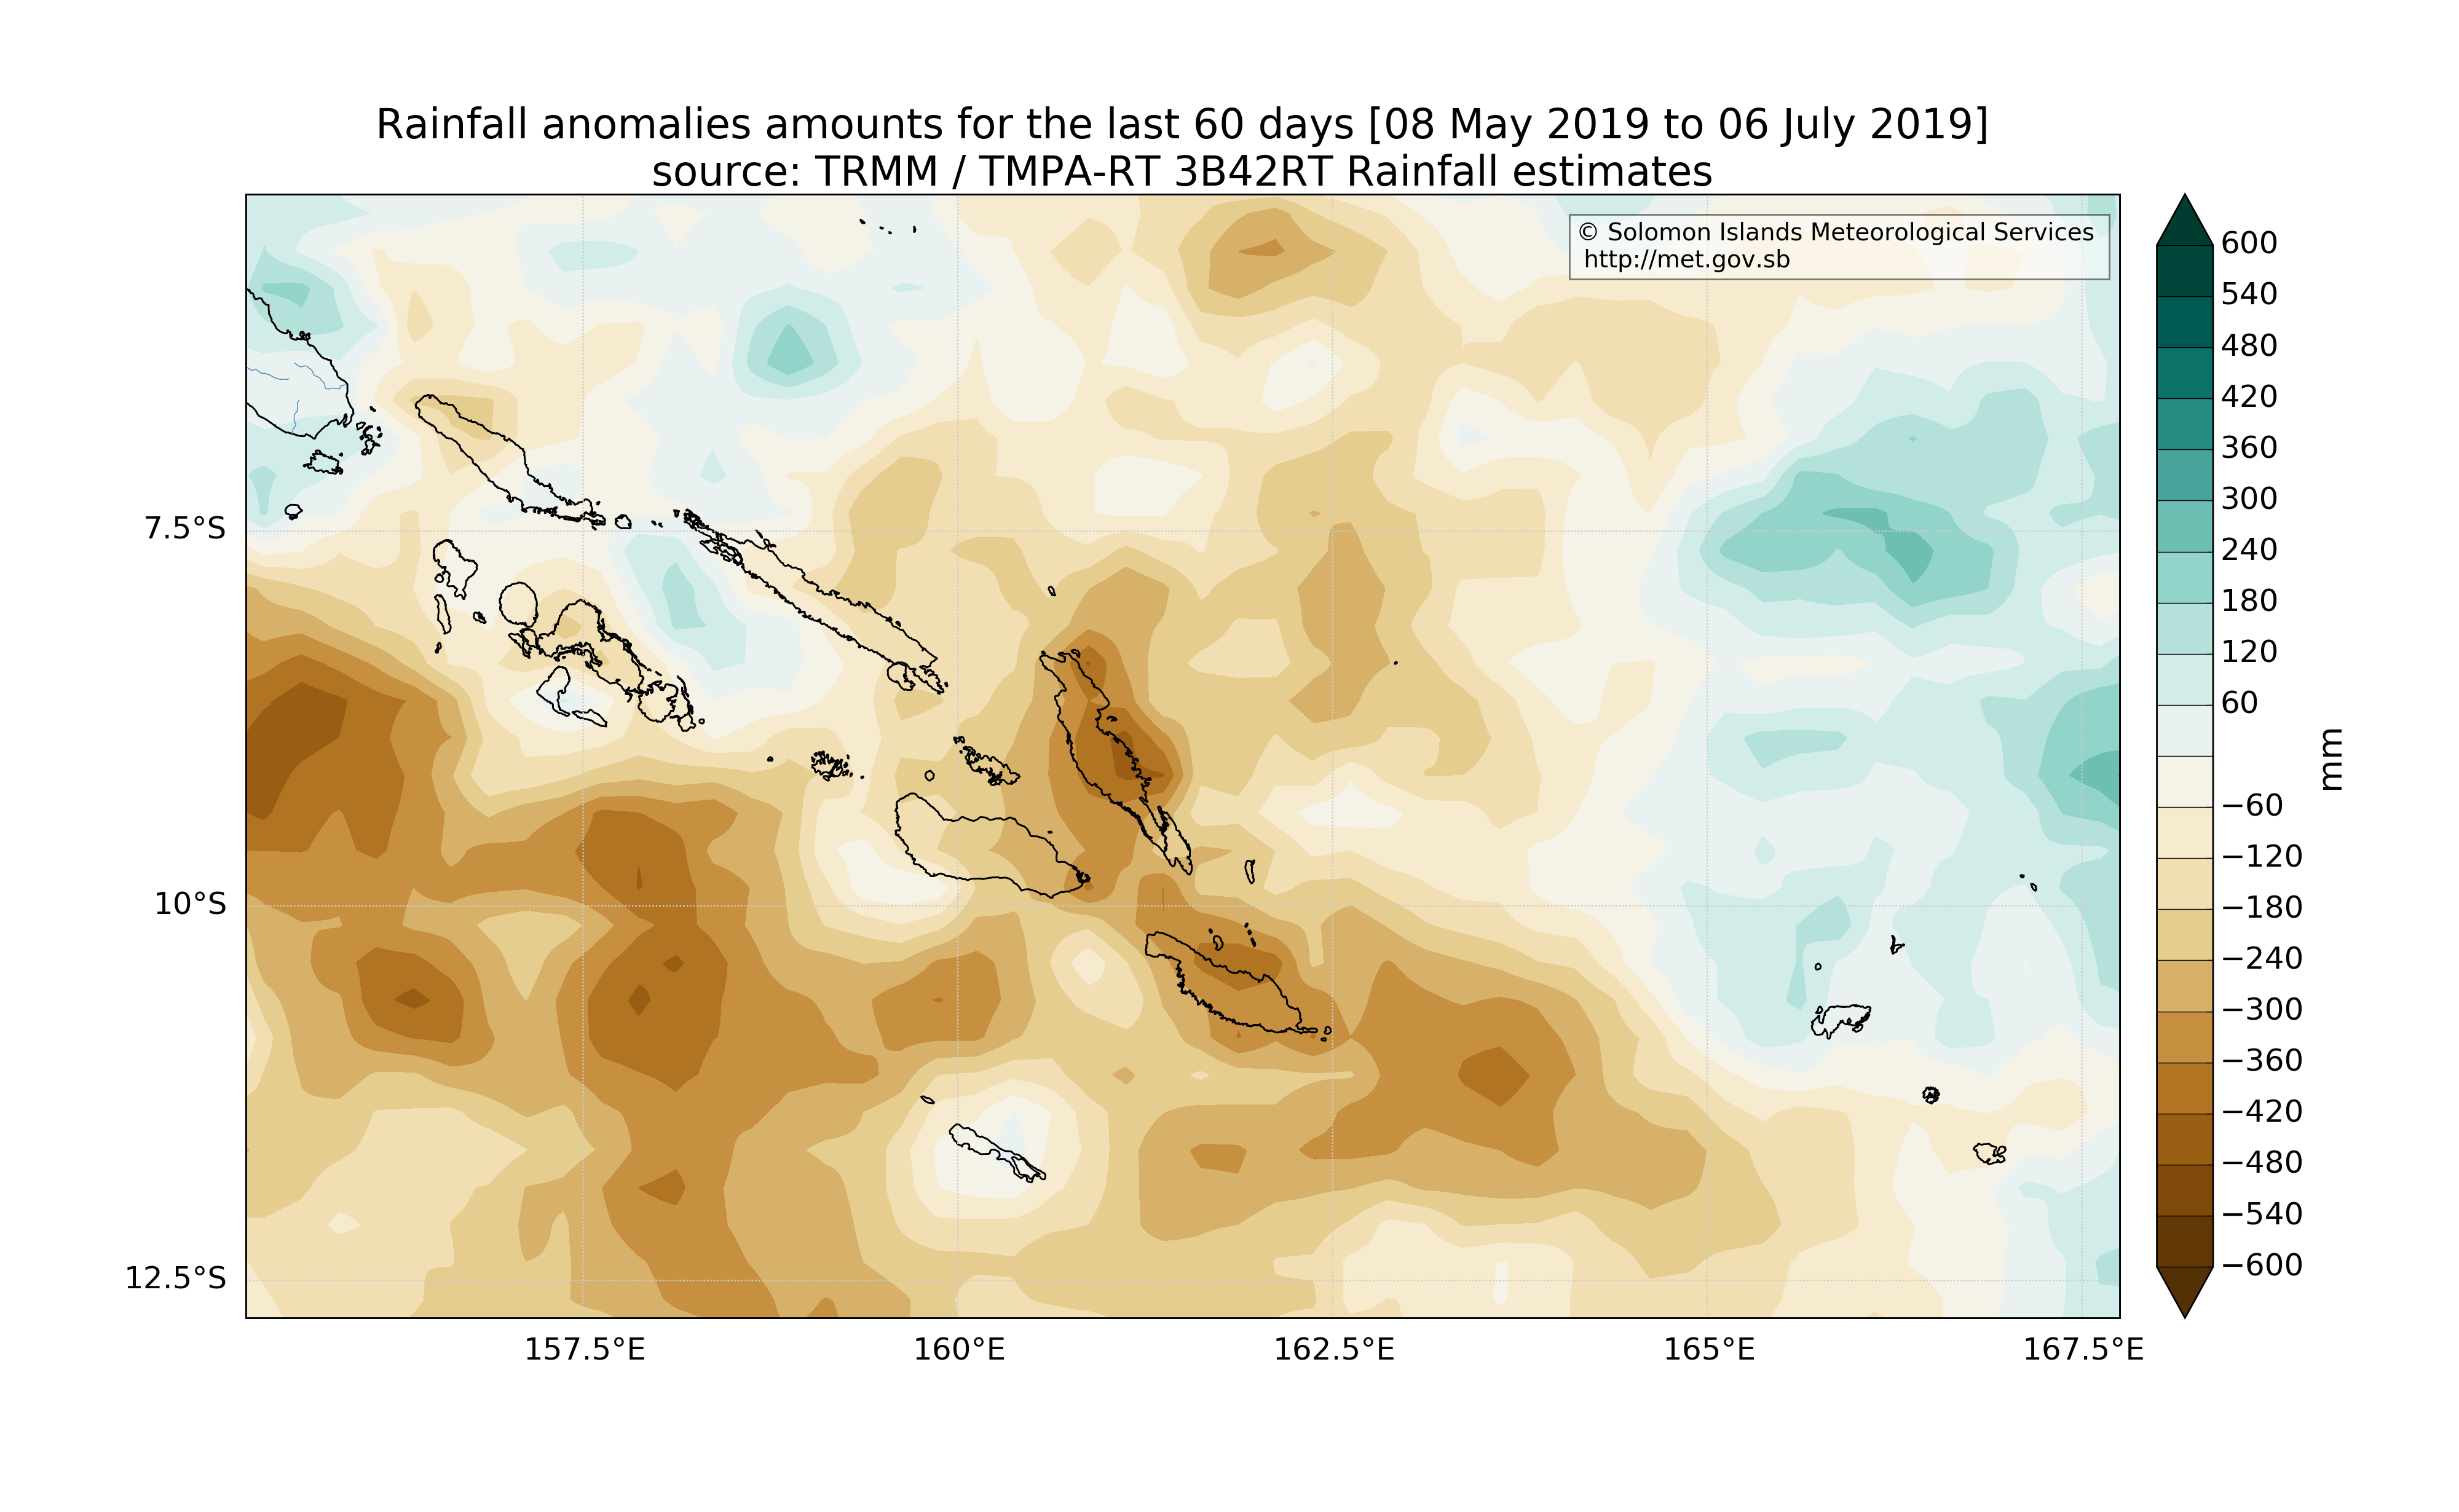 Rainfall anomalies amounts for the last 60 days [08 May 2019 to 06 July 2019]
source: TRMM / TMPA-RT 3B42RT Rainfall estimates
© Solomon Islands Meteorological Services
http://met.gov.sb
7.5°S
10°S
12.5°S
157.5°E
160°E
162.5°E
165°E
167.5°E
600
540
480
420
360
300
240
180
120
60
−60
−120
−180
−240
−300
−360
−420
−480
−540
−600
mm